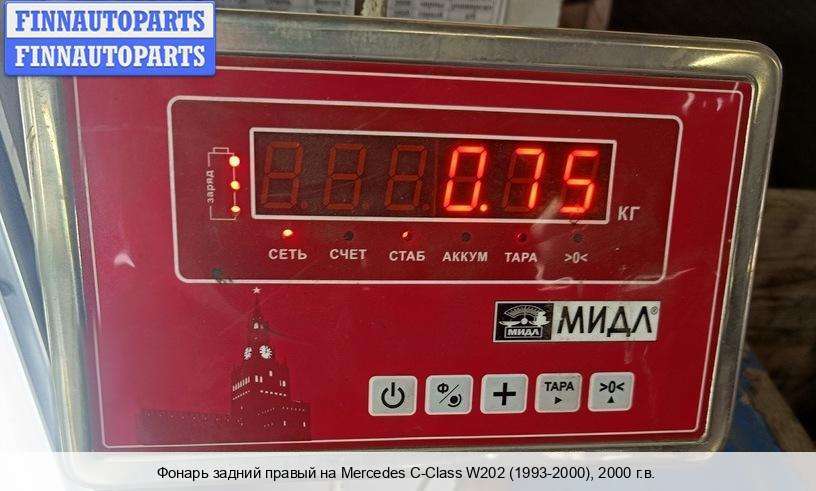 FINNAUTOPARTS
FINNAUTOPARTS
заряд
0.75
КГ
СЕТЬ СЧЕТ СТАБ АККУМ ТАРА >0<
МИДЛ
МИДЛ®
Ф
ТАРА
>0<
Фонарь задний правый на Mercedes C-Class W202 (1993-2000), 2000 г.в.